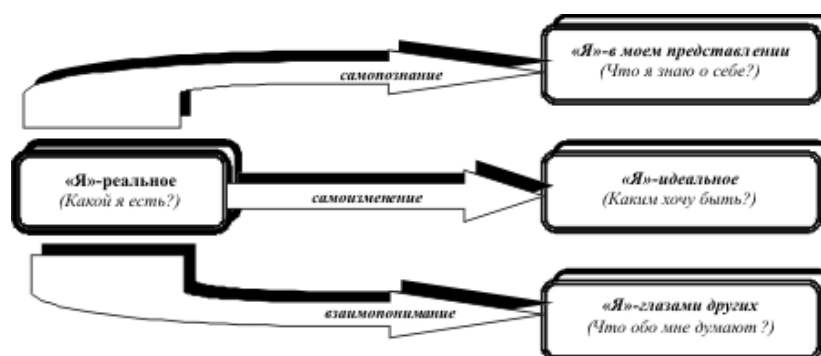 «Я»-в моем представлении
(Что я знаю о себе?)
самопознание
«Я»-реальное
(Какой я есть?)
самоизменение
«Я»-идеальное
(Каким хочу быть?)
взаимопонимание
«Я»-глазами других
(Что обо мне думают ?)